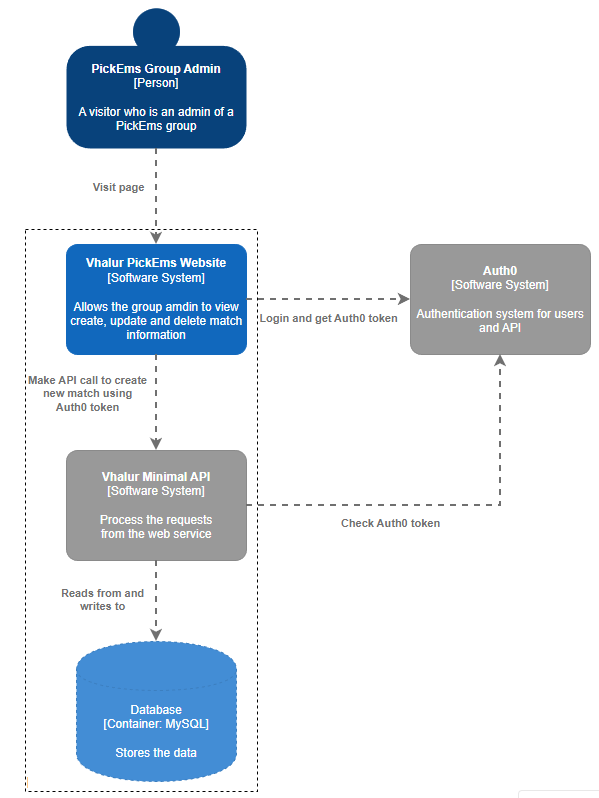 PickEms Group Admin
[Person]
A visitor who is an admin of a
PickEms group
Visit page
Vhalur PickEms Website
[Software System]
Allows the group amdin to view
create, update and delete match
information
Login and get Auth0 token
Auth0
[Software System]
Authentication system for users
and API
Make API call to create
new match using
Auth0 token
Vhalur Minimal API
[Software System]
Process the requests
from the web service
Check Auth0 token
Reads from and
writes to
Database
[Container: MySQL]
Stores the data